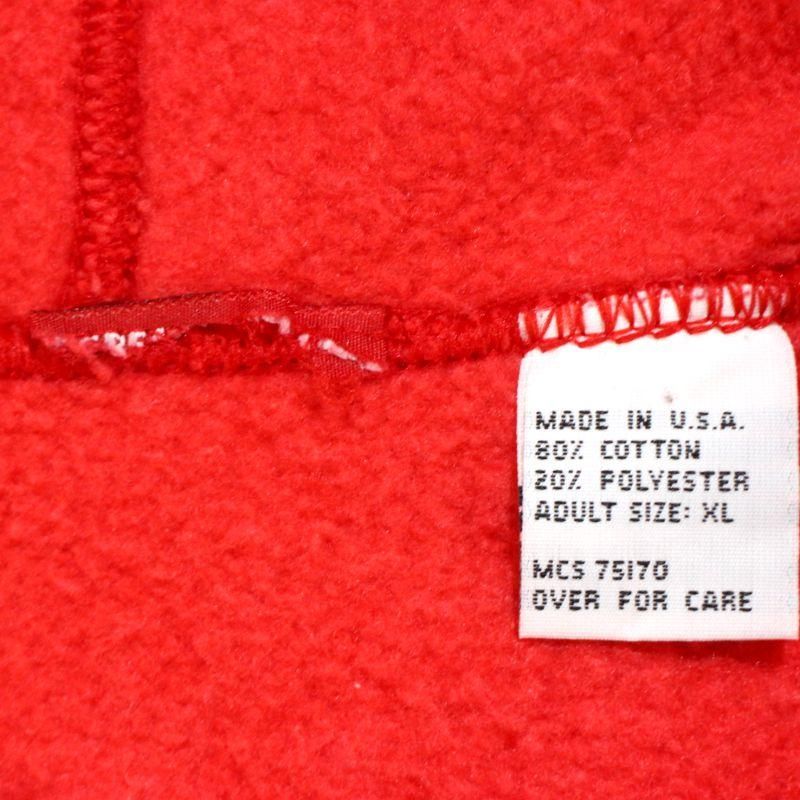 MADE IN U.S.A.
80% COTTON
20% POLYESTER
ADULT SIZE: XL
MCS 75170
OVER FOR CARE